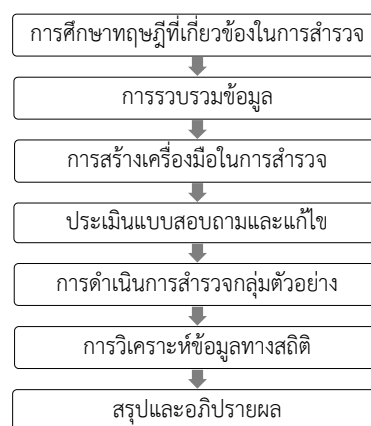 การศึกษาทฤษฎีที่เกี่ยวข้องในการสำรวจ
การรวบรวมข้อมูล
การสร้างเครื่องมือในการสำรวจ
ประเมินแบบสอบถามและแก้ไข
การดำเนินการสำรวจกลุ่มตัวอย่าง
การวิเคราะห์ข้อมูลทางสถิติ
สรุปและอภิปรายผล